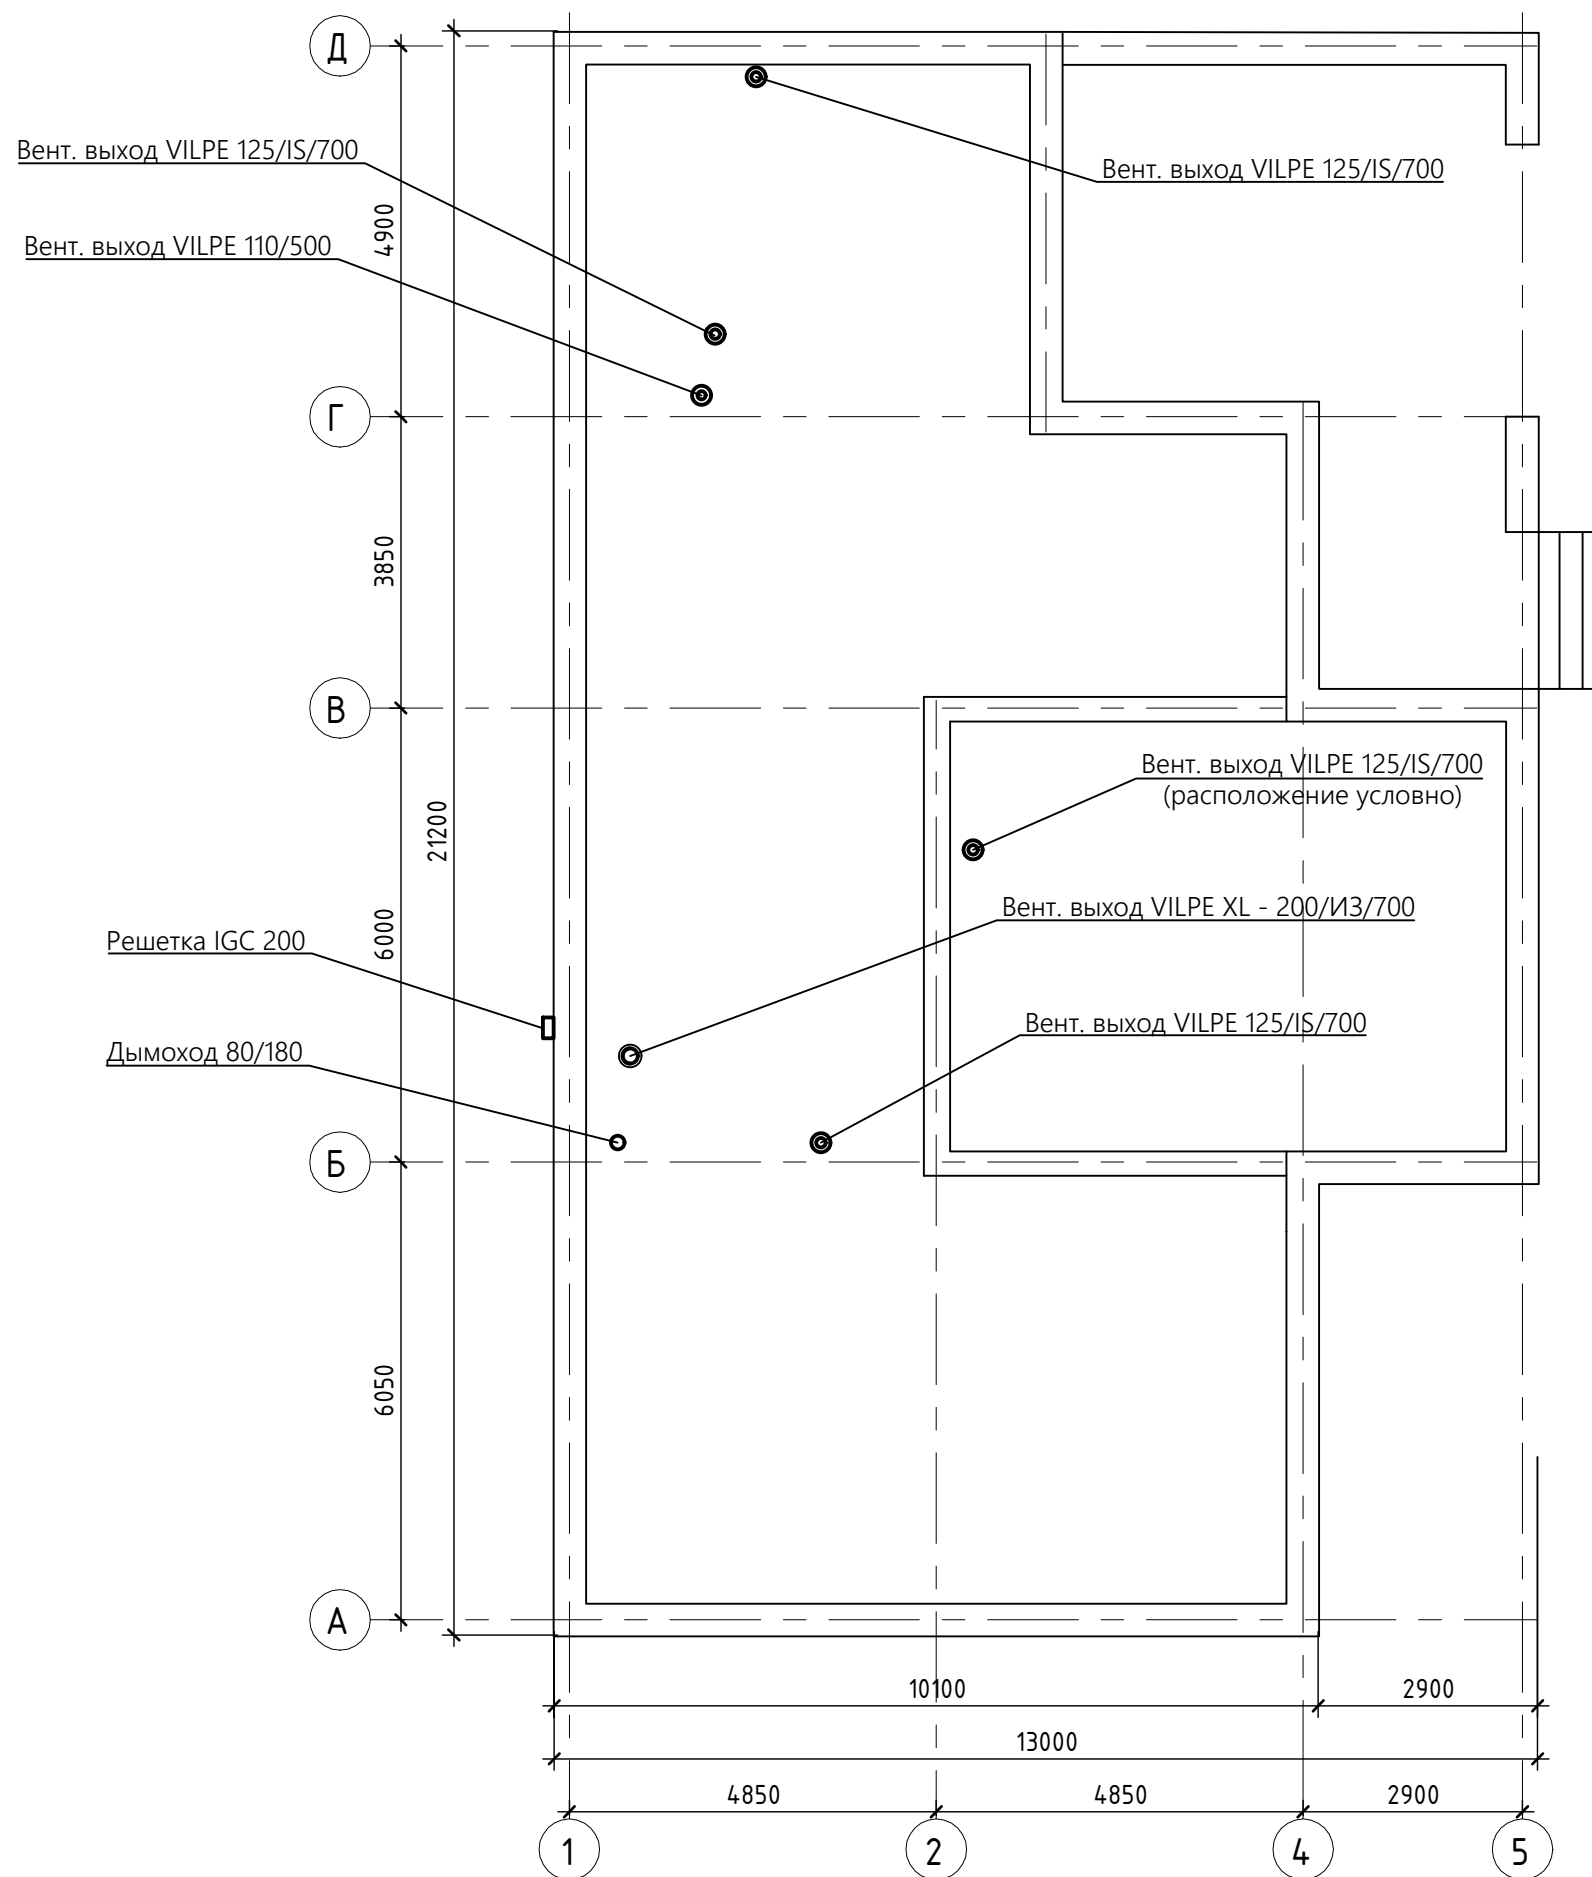 Д
Вент. выход VILPE 125/IS/700
Вент. выход VILPE 125/IS/700
4900
Вент. выход VILPE 110/500
Г
3850
В
Вент. выход VILPE 125/IS/700
(расположение условно)
21200
6000
Вент. выход VILPE XL - 200/ИЗ/700
Решетка IGC 200
Вент. выход VILPE 125/IS/700
Дымоход 80/180
Б
6050
А
10100
2900
13000
4850
4850
2900
1
2
4
5